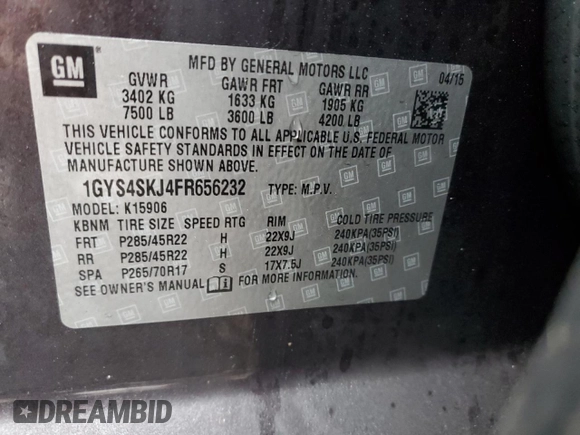 GM
MFD BY GENERAL MOTORS LLC
04/15
GVWR GAWR FRT GAWR RR
3402 KG 1633 KG 1905 KG
7500 LB 3600 LB 4200 LB
THIS VEHICLE CONFORMS TO ALL APPLICABLE U.S. FEDERAL MOTOR
VEHICLE SAFETY STANDARDS IN EFFECT ON THE DATE OF
MANUFACTURE SHOWN ABOVE.
1GYS4SKJ4FR656232 TYPE: M.P.V.
MODEL: K15906
KBNM TIRE SIZE SPEED RTG RIM COLD TIRE PRESSURE
FRT P285/45R22 H 22X9J 240KPA(35PSI)
RR P285/45R22 H 22X9J 240KPA(35PSI)
SPA P265/70R17 S 17X7.5J 240KPA(35PSI)
SEE OWNER'S MANUAL FOR MORE INFORMATION.
DREAMBID